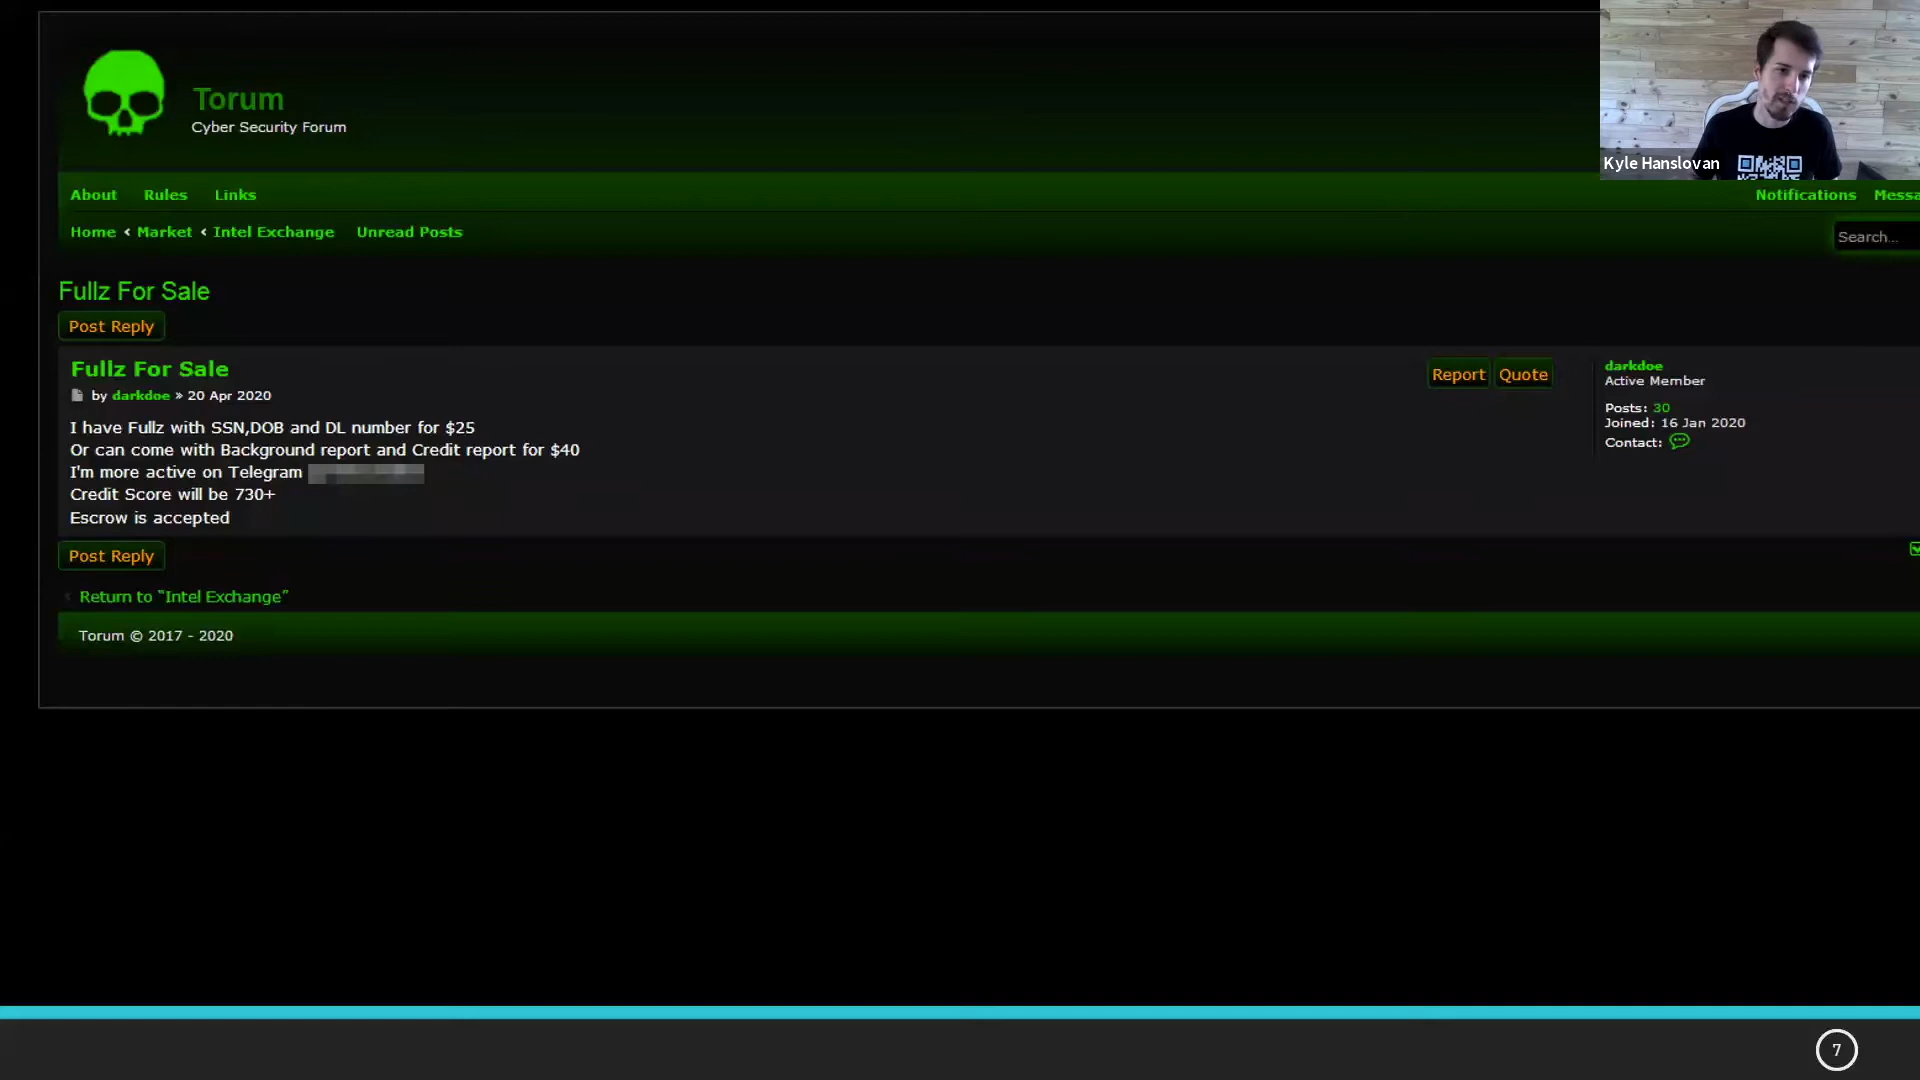 Torum
Cyber Security Forum
Kyle Hanslovan
About Rules Links
Notifications Messa
Home ‹ Market ‹ Intel Exchange Unread Posts
Search...
Fullz For Sale
Post Reply
Fullz For Sale
by darkdoe » 20 Apr 2020
Report Quote
darkdoe
Active Member
Posts: 30
Joined: 16 Jan 2020
Contact:
I have Fullz with SSN,DOB and DL number for $25
Or can come with Background report and Credit report for $40
I'm more active on Telegram
Credit Score will be 730+
Escrow is accepted
Post Reply
‹ Return to “Intel Exchange”
Torum © 2017 - 2020
7